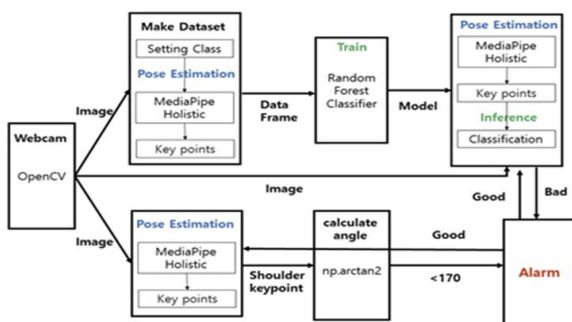 Make Dataset
Setting Class
Pose Estimation
MediaPipe
Holistic
Key points
Image
Data
Frame
Train
Random
Forest
Classifier
Model
Pose Estimation
MediaPipe
Holistic
Key points
Inference
Classification
Webcam
OpenCV
Image
Good
Bad
Image
Pose Estimation
MediaPipe
Holistic
Key points
Shoulder
keypoint
calculate
angle
np.arctan2
Good
<170
Alarm